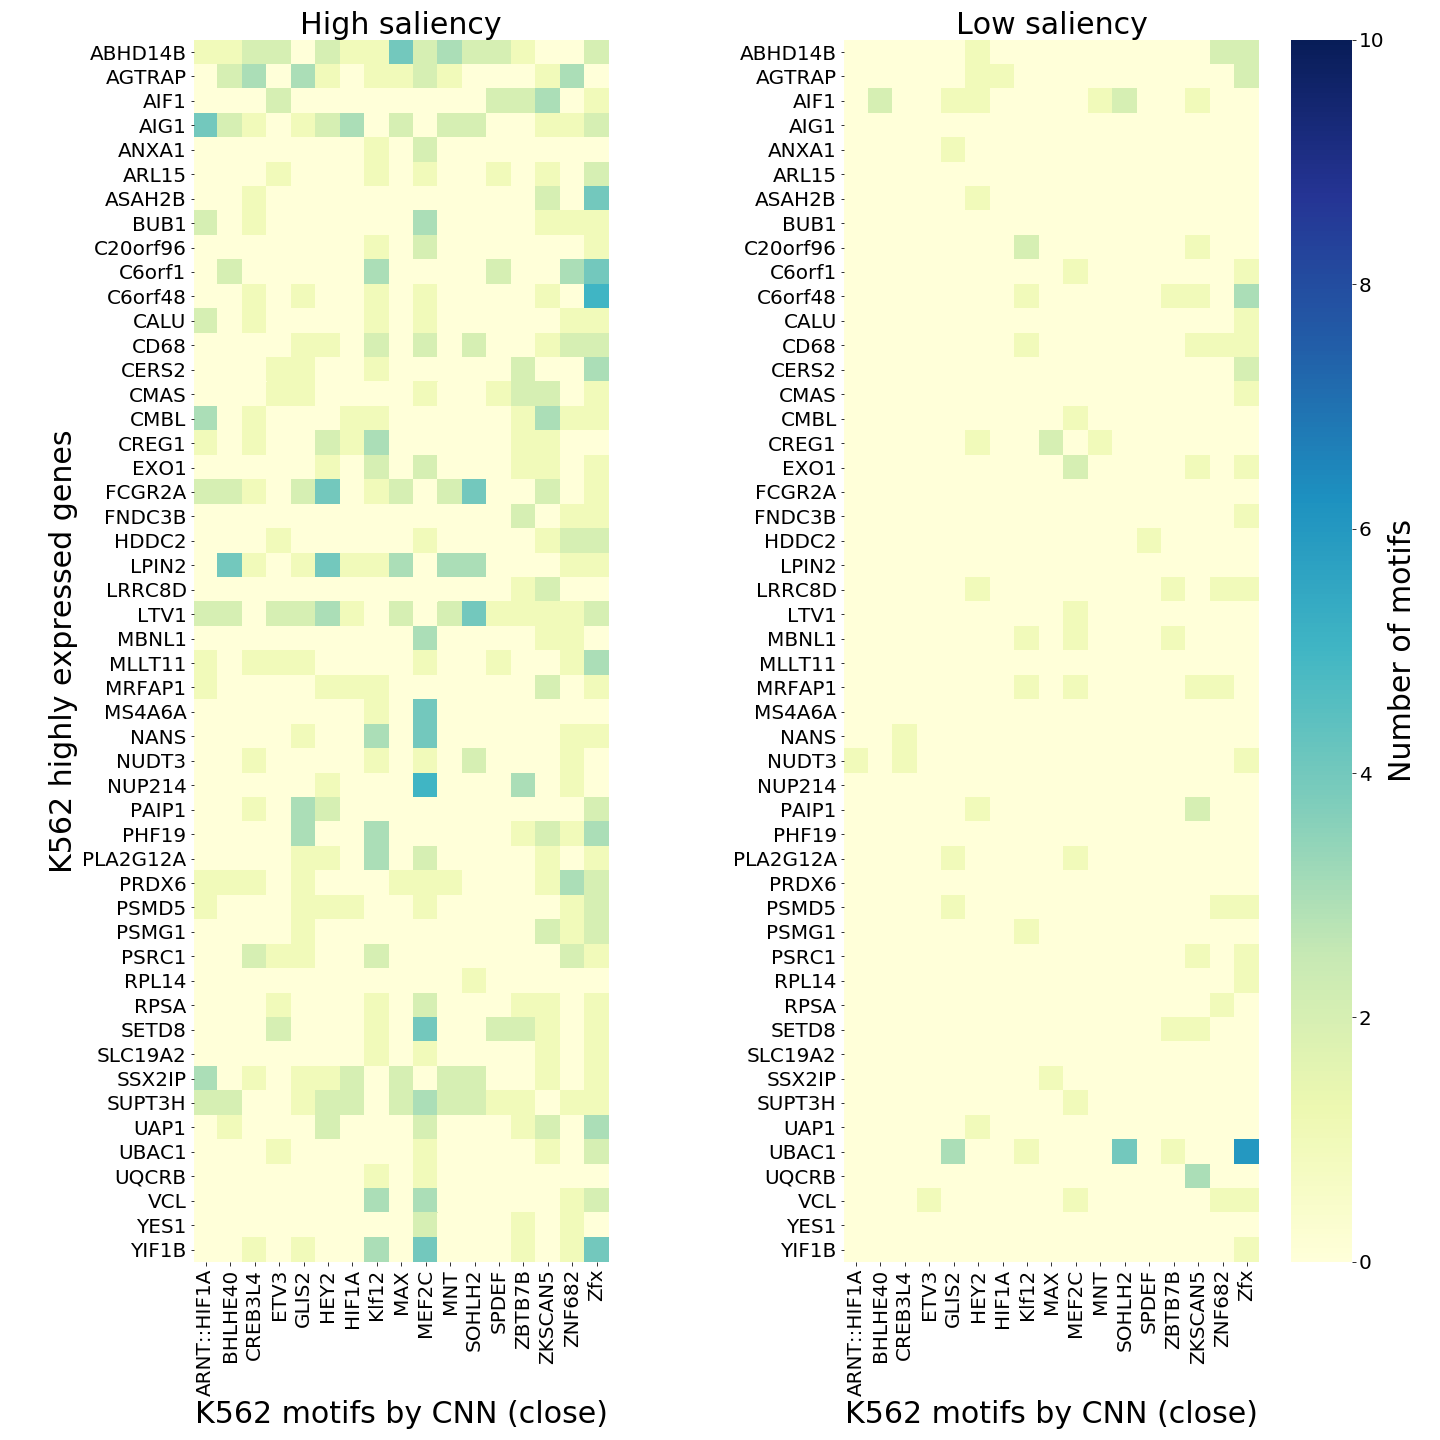 High saliency
Low saliency
ABHD14B
AGTRAP
AIF1
AIG1
ANXA1
ARL15
ASAH2B
BUB1
C20orf96
C6orf1
C6orf48
CALU
CD68
CERS2
CMAS
CMBL
CREG1
EXO1
FCGR2A
FNDC3B
HDDC2
LPIN2
LRRC8D
LTV1
MBNL1
MLLT11
MRFAP1
MS4A6A
NANS
NUDT3
NUP214
PAIP1
PHF19
PLA2G12A
PRDX6
PSMD5
PSMG1
PSRC1
RPL14
RPSA
SETD8
SLC19A2
SSX2IP
SUPT3H
UAP1
UBAC1
UQCRB
VCL
YES1
YIF1B
K562 highly expressed genes
ARNT::HIF1A
BHLHE40
CREB3L4
ETV3
GLIS2
HEY2
HIF1A
Klf12
MAX
MEF2C
MNT
SOHLH2
SPDEF
ZBTB7B
ZKSCAN5
ZNF682
Zfx
K562 motifs by CNN (close)
ABHD14B
AGTRAP
AIF1
AIG1
ANXA1
ARL15
ASAH2B
BUB1
C20orf96
C6orf1
C6orf48
CALU
CD68
CERS2
CMAS
CMBL
CREG1
EXO1
FCGR2A
FNDC3B
HDDC2
LPIN2
LRRC8D
LTV1
MBNL1
MLLT11
MRFAP1
MS4A6A
NANS
NUDT3
NUP214
PAIP1
PHF19
PLA2G12A
PRDX6
PSMD5
PSMG1
PSRC1
RPL14
RPSA
SETD8
SLC19A2
SSX2IP
SUPT3H
UAP1
UBAC1
UQCRB
VCL
YES1
YIF1B
ARNT::HIF1A
BHLHE40
CREB3L4
ETV3
GLIS2
HEY2
HIF1A
Klf12
MAX
MEF2C
MNT
SOHLH2
SPDEF
ZBTB7B
ZKSCAN5
ZNF682
Zfx
K562 motifs by CNN (close)
10
8
6
4
2
0
Number of motifs